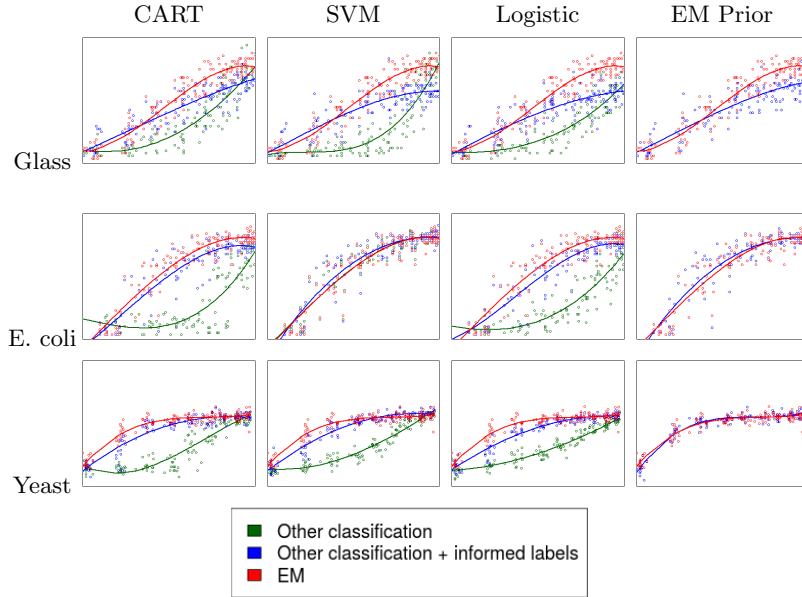 CART SVM Logistic EM Prior
Glass
E. coli
Yeast
Other classification
Other classification + informed labels
EM